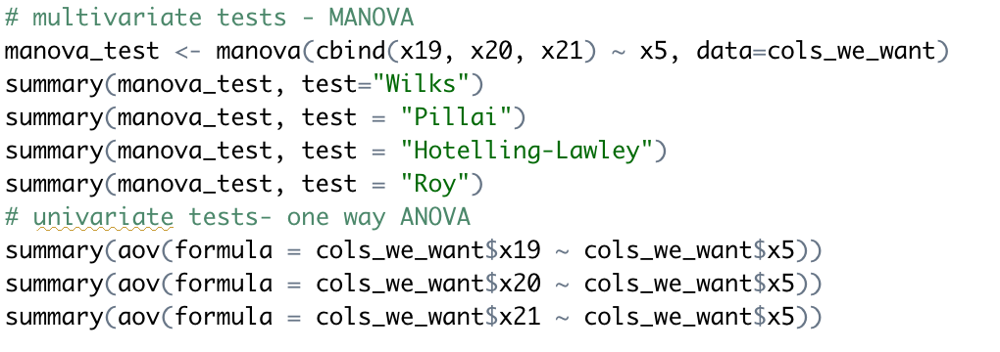 # multivariate tests - MANOVA
manova_test <- manova(cbind(x19, x20, x21) ~ x5, data=cols_we_want)
summary(manova_test, test="Wilks")
summary(manova_test, test = "Pillai")
summary(manova_test, test = "Hotelling-Lawley")
summary(manova_test, test = "Roy")
# univariate tests- one way ANOVA
summary(aov(formula = cols_we_want$x19 ~ cols_we_want$x5))
summary(aov(formula = cols_we_want$x20 ~ cols_we_want$x5))
summary(aov(formula = cols_we_want$x21 ~ cols_we_want$x5))